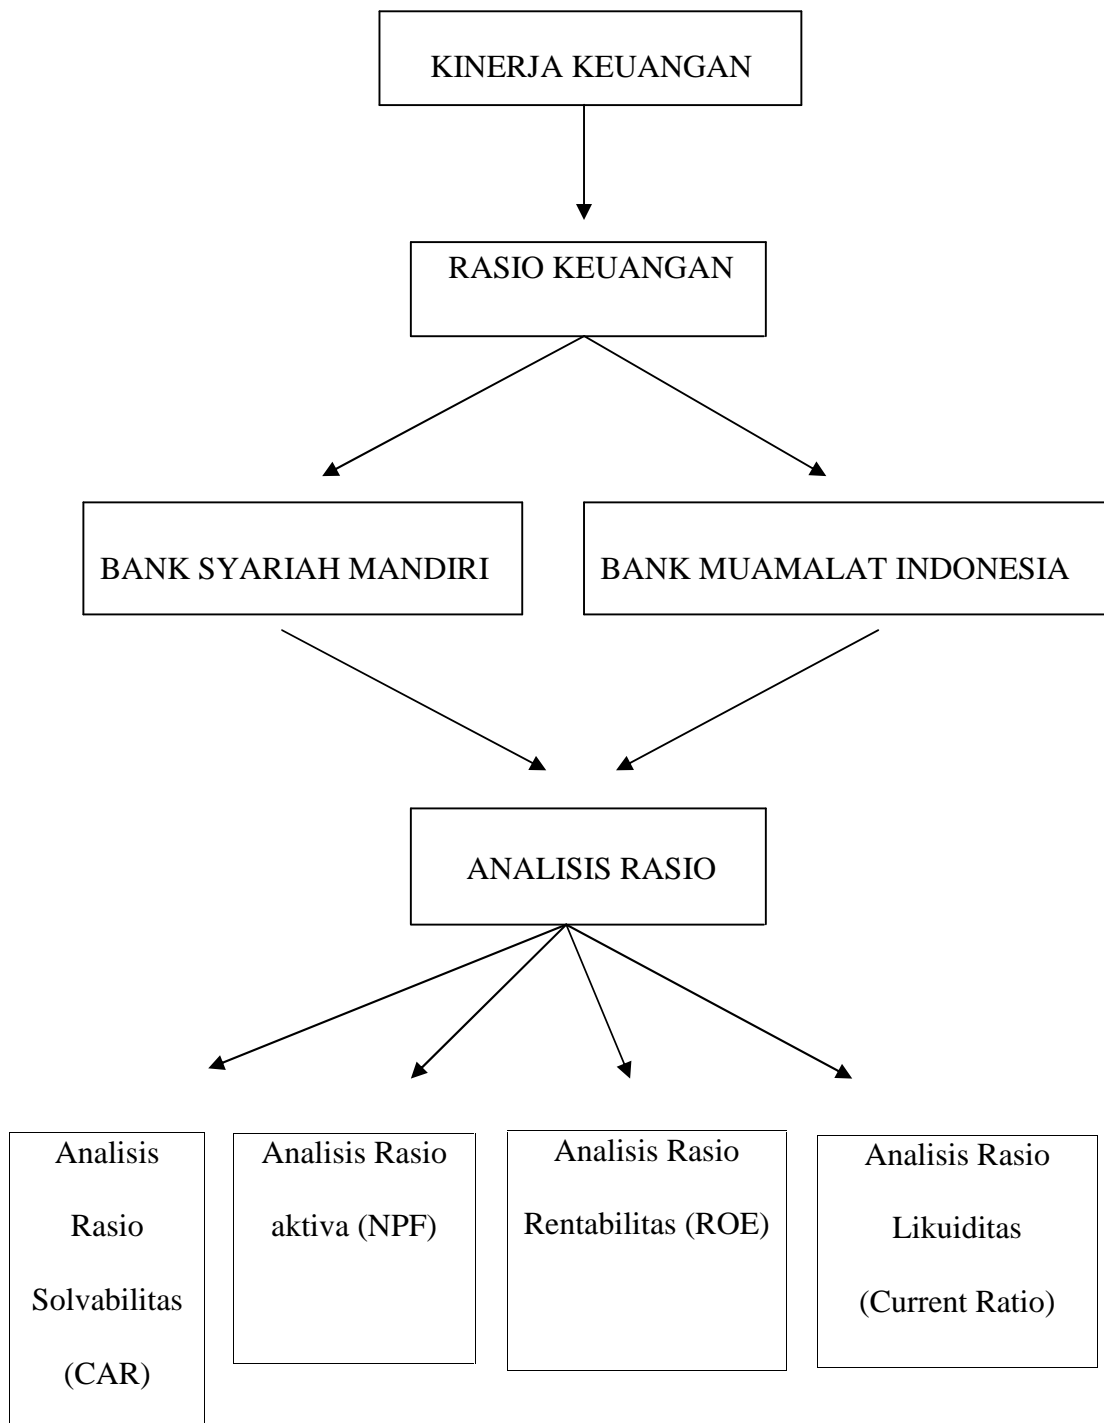 KINERJA KEUANGAN
RASIO KEUANGAN
BANK SYARIAH MANDIRI
BANK MUAMALAT INDONESIA
ANALISIS RASIO
Analisis
Rasio
Solvabilitas
(CAR)
Analisis Rasio
aktiva (NPF)
Analisis Rasio
Rentabilitas (ROE)
Analisis Rasio
Likuiditas
(Current Ratio)